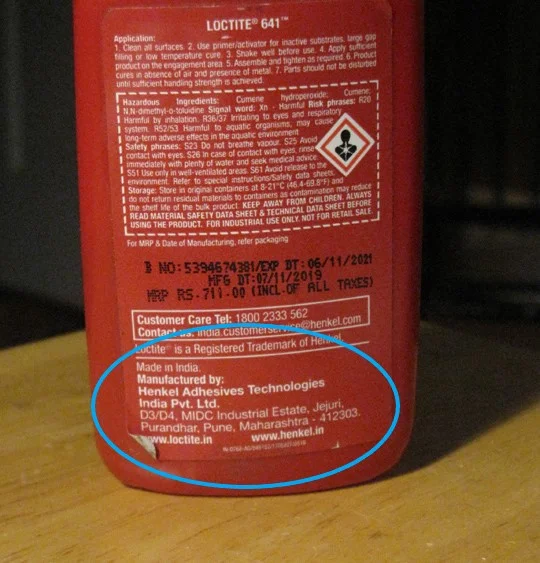 LOCTITE® 641™
Application:
1. Clean all surfaces. 2. Use primer/activator for inactive substrates, large gap
filling or low temperature cure. 3. Shake well before use. 4. Apply sufficient
product on the engagement area. 5. Assemble and tighten as required. 6. Product
cures in absence of air and presence of metal. 7. Parts should not be disturbed
until sufficient handling strength is achieved.
Hazardous Ingredients: Cumene hydroperoxide; Cumene;
N,N-dimethyl-o-toluidine Signal word: Xn - Harmful Risk phrases: R20
Harmful by inhalation. R36/37 Irritating to eyes and respiratory
system. R52/53 Harmful to aquatic organisms, may cause
long-term adverse effects in the aquatic environment
Safety phrases: S23 Do not breathe vapour. S25 Avoid
contact with eyes. S26 In case of contact with eyes, rinse
immediately with plenty of water and seek medical advice.
S51 Use only in well-ventilated areas. S61 Avoid release to the
environment. Refer to special instructions/Safety data sheets.
Storage: Store in original containers at 8-21°C (46.4-69.8°F) and
do not return residual materials to containers as contamination may reduce
the shelf life of the bulk product. KEEP AWAY FROM CHILDREN. ALWAYS
READ MATERIAL SAFETY DATA SHEET & TECHNICAL DATA SHEET BEFORE
USING THE PRODUCT. FOR INDUSTRIAL USE ONLY. NOT FOR RETAIL SALE.
For MRP & Date of Manufacturing, refer packaging
B NO:5394674381/EXP DT:06/11/2021
MFG DT:07/11/2019
MRP RS.711.00 (INCL.OF ALL TAXES)
Customer Care Tel: 1800 2333 562
Contact us: india.customerservice@henkel.com
Loctite® is a Registered Trademark of Henkel
Made in India.
Manufactured by:
Henkel Adhesives Technologies
India Pvt. Ltd.
D3/D4, MIDC Industrial Estate, Jejuri,
Purandhar, Pune, Maharashtra - 412303.
www.loctite.in www.henkel.in